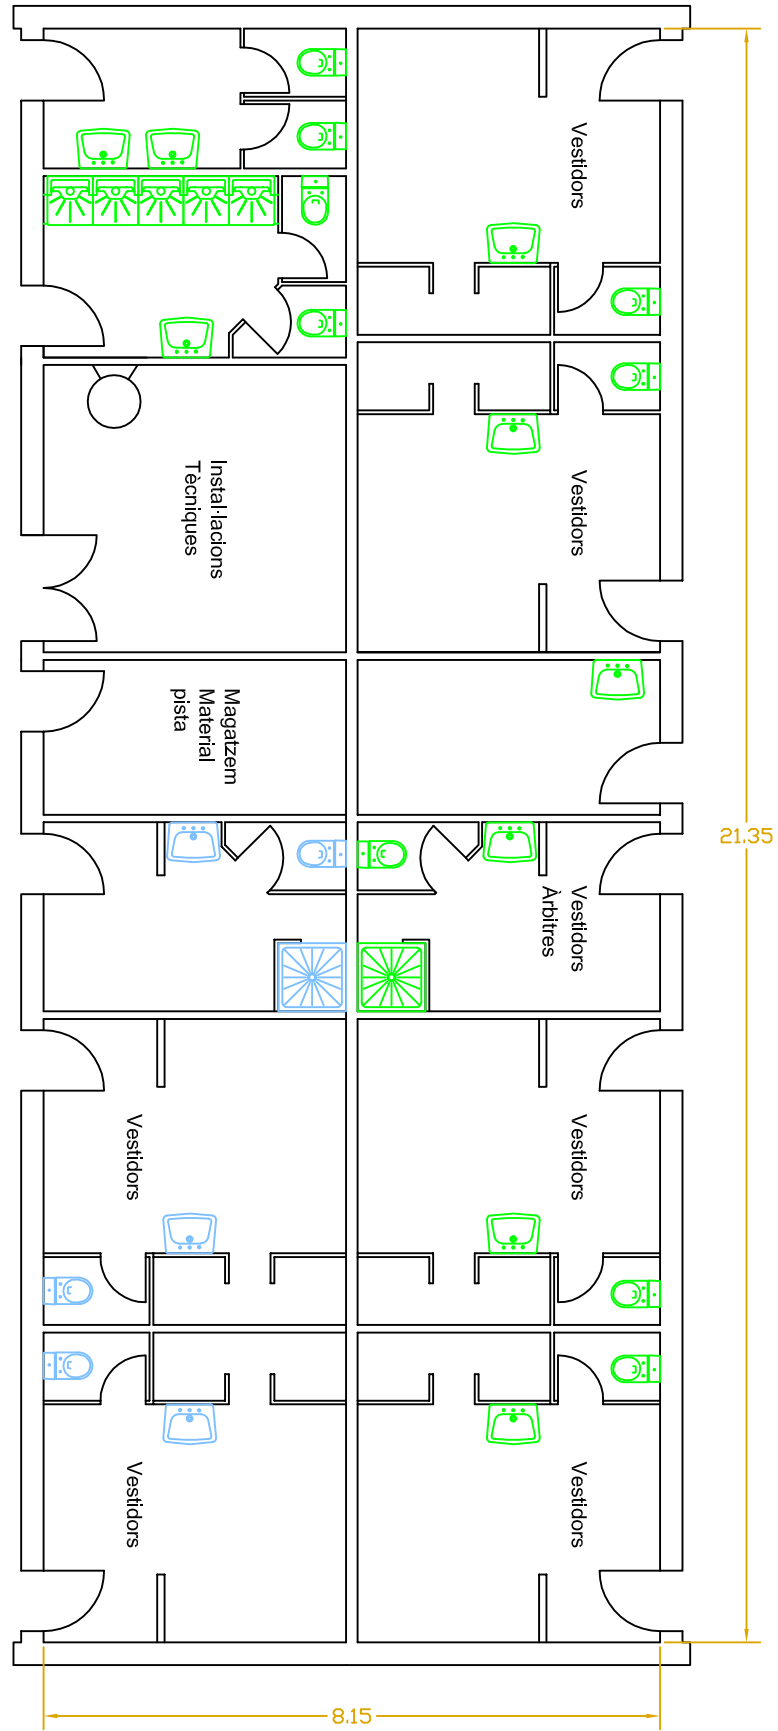 Vestidors
Instal·lacions
Tècniques
Vestidors
Magatzem
Material
pista
21.35
Vestidors
Àrbitres
Vestidors
Vestidors
Vestidors
Vestidors
8.15